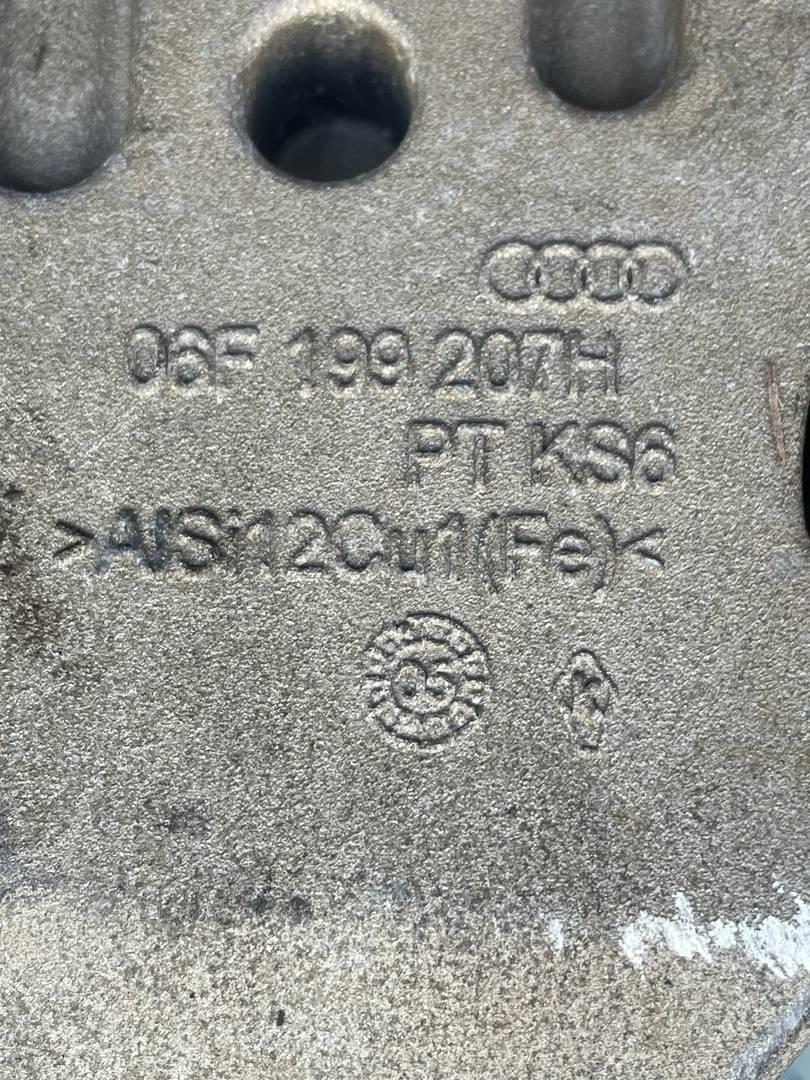 06F 199 207H
PT KS6
>AlSi12Cu1(Fe)<
05